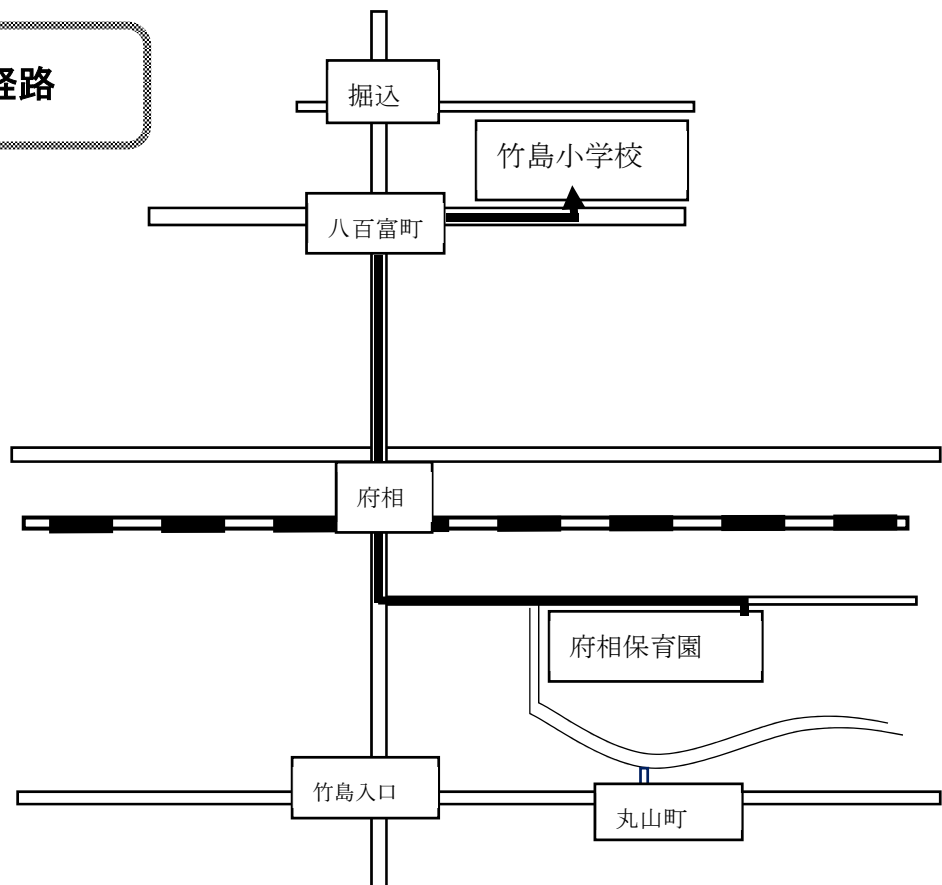 経路
掘込
竹島小学校
八百富町
府相
府相保育園
竹島入口
丸山町